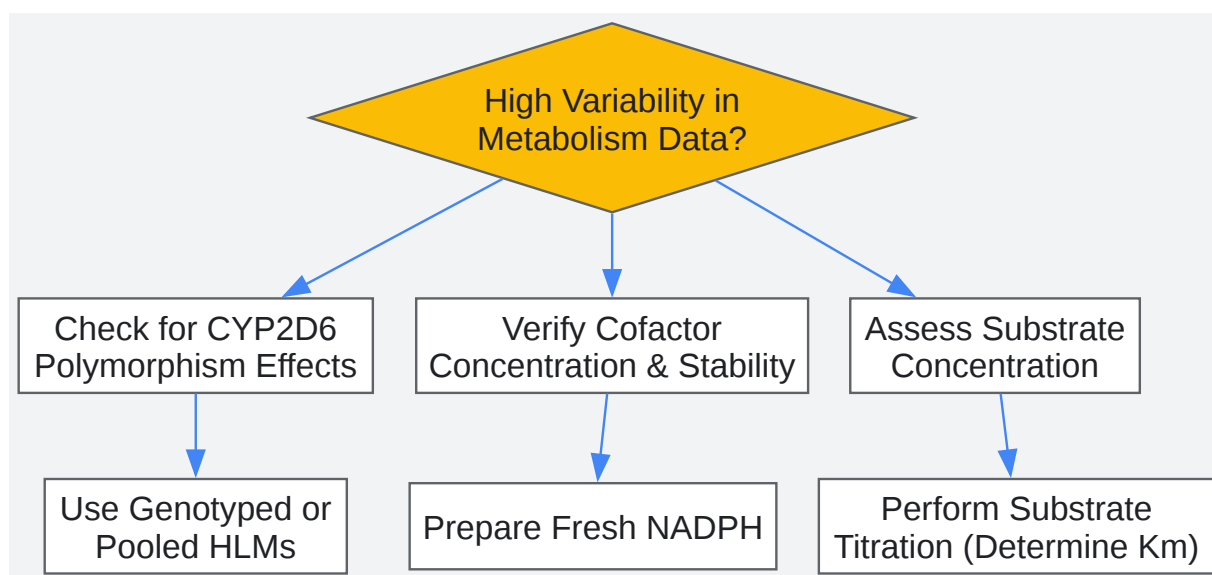 High Variability in
Metabolism Data?
Check for CYP2D6
Polymorphism Effects
Verify Cofactor
Concentration & Stability
Assess Substrate
Concentration
Use Genotyped or
Pooled HLMs
Prepare Fresh NADPH
Perform Substrate
Titration (Determine Km)